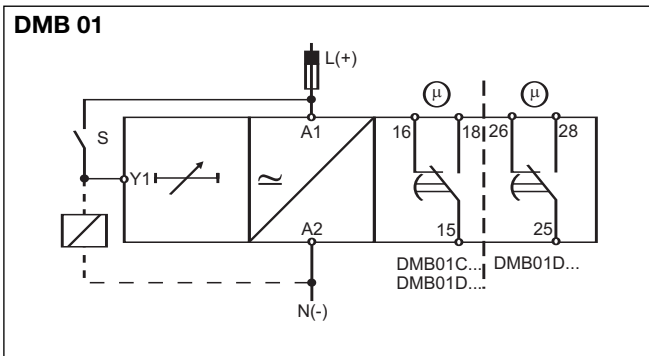 DMB 01
L(+)
μ μ
S A1 16 18 26 28
Y1 ≃
A2 15 25
DMB01C... DMB01D...
DMB01D...
N(-)